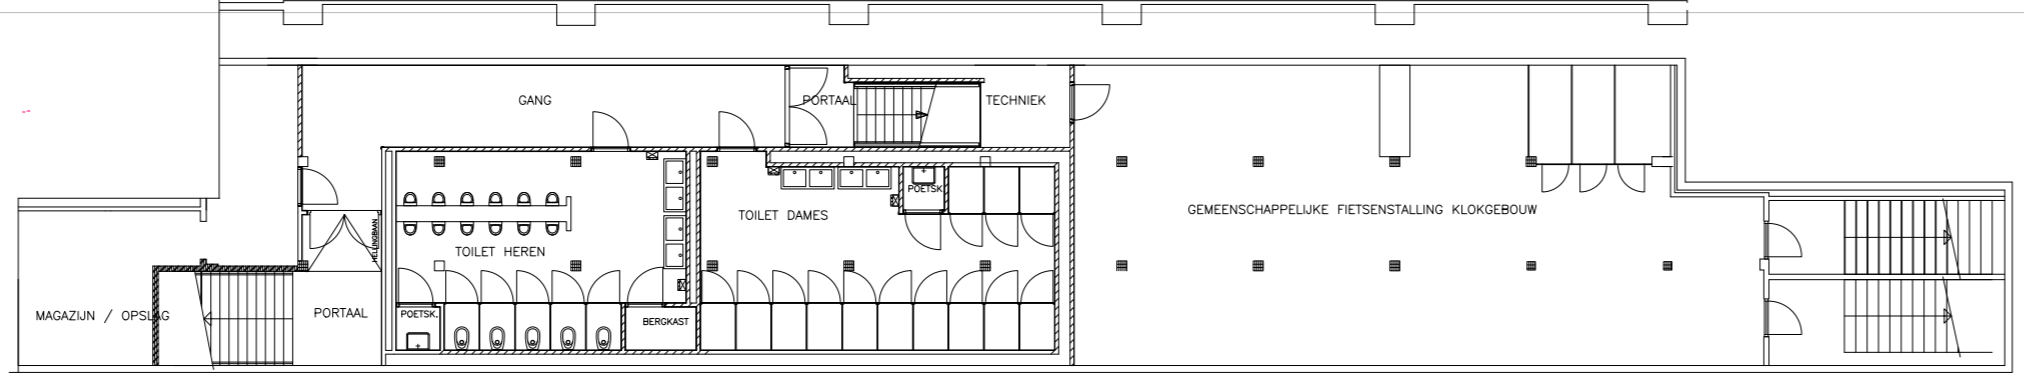 GANG
PORTAAL
TECHNIEK
POETSK.
TOILET DAMES
GEMEENSCHAPPELIJKE FIETSENSTALLING KLOKGEBOUW
HELLINGBAAN
TOILET HEREN
MAGAZIJN / OPSLAG
PORTAAL
POETSK.
BERGKAST